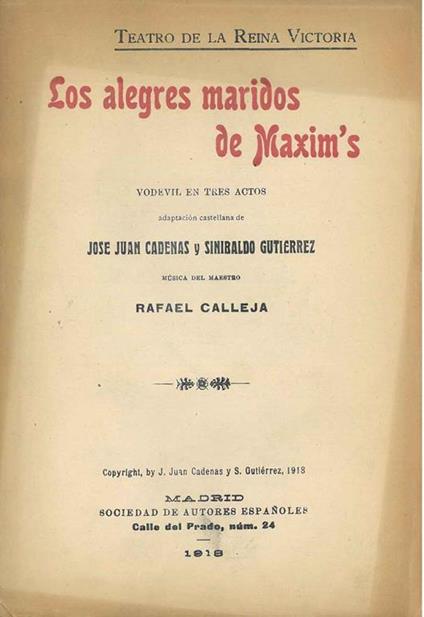 TEATRO DE LA REINA VICTORIA
Los alegres maridos
de Maxim's
VODEVIL EN TRES ACTOS
adaptación castellana de
JOSE JUAN CADENAS y SINIBALDO GUTIÉRREZ
MÚSICA DEL MAESTRO
RAFAEL CALLEJA
Copyright, by J. Juan Cadenas y S. Gutiérrez, 1918
MADRID
SOCIEDAD DE AUTORES ESPAÑOLES
Calle del Prado, núm. 24
1918